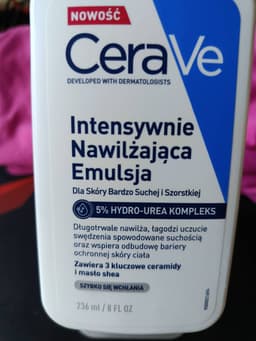 NOWOŚĆ
CeraVe
DEVELOPED WITH DERMATOLOGISTS
Intensywnie
Nawilżająca
Emulsja
Dla Skóry Bardzo Suchej i Szorstkiej
5% HYDRO-UREA KOMPLEKS
Długotrwale nawilża, łagodzi uczucie
swędzenia spowodowane suchością
oraz wspiera odbudowę bariery
ochronnej skóry ciała
Zawiera 3 kluczowe ceramidy
i masło shea
SZYBKO SIĘ WCHŁANIA
236 ml / 8 FL OZ